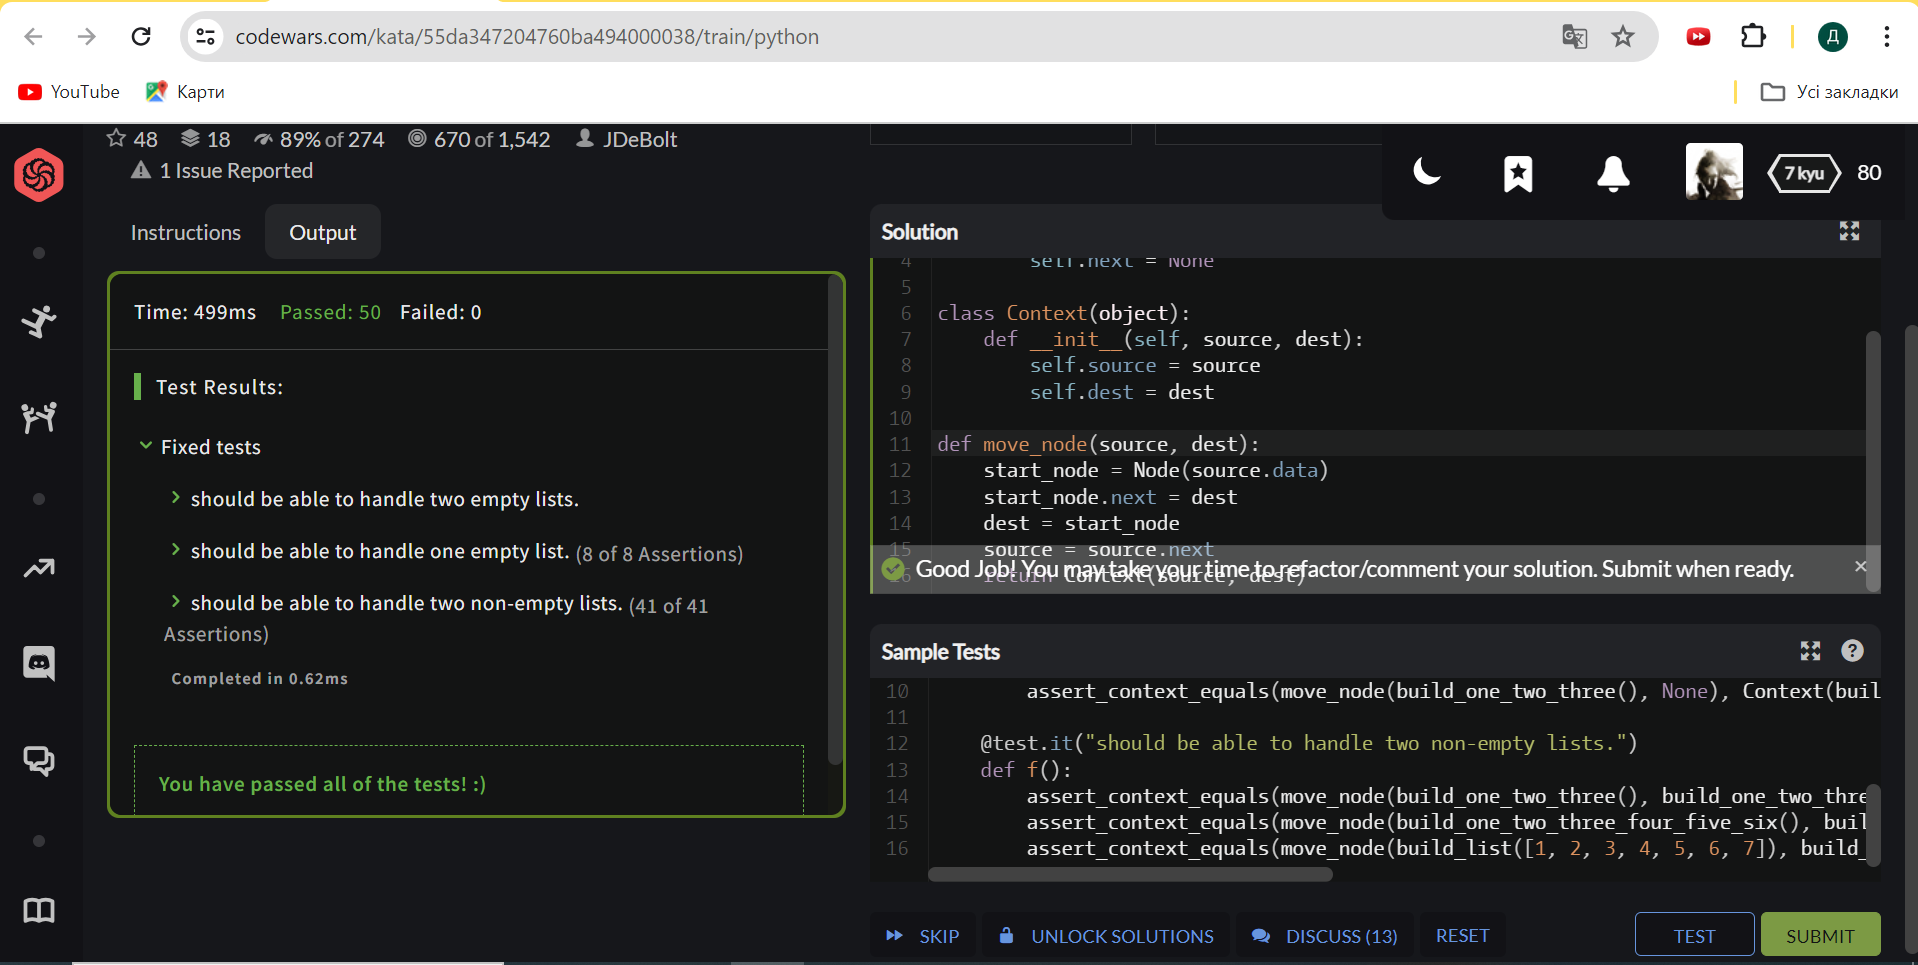 codewars.com/kata/55da347204760ba494000038/train/python
Д
YouTube
Карти
Усі закладки
48 18 89% of 274 670 of 1,542 JDeBolt
1 Issue Reported
7 kyu 80
Instructions
Output
Time: 499ms Passed: 50 Failed: 0
Test Results:
Fixed tests
should be able to handle two empty lists.
should be able to handle one empty list. (8 of 8 Assertions)
should be able to handle two non-empty lists. (41 of 41
Assertions)
Completed in 0.62ms
You have passed all of the tests! :)
Solution
4 self.next = None
5
6 class Context(object):
7 def __init__(self, source, dest):
8 self.source = source
9 self.dest = dest
10
11 def move_node(source, dest):
12 start_node = Node(source.data)
13 start_node.next = dest
14 dest = start_node
15 source = source.next
16 return Context(source, dest)
Good Job! You may take your time to refactor/comment your solution. Submit when ready. ×
Sample Tests
?
10 assert_context_equals(move_node(build_one_two_three(), None), Context(buil
11
12 @test.it("should be able to handle two non-empty lists.")
13 def f():
14 assert_context_equals(move_node(build_one_two_three(), build_one_two_thre
15 assert_context_equals(move_node(build_one_two_three_four_five_six(), buil
16 assert_context_equals(move_node(build_list([1, 2, 3, 4, 5, 6, 7]), build_
SKIP
UNLOCK SOLUTIONS
DISCUSS (13)
RESET
TEST
SUBMIT